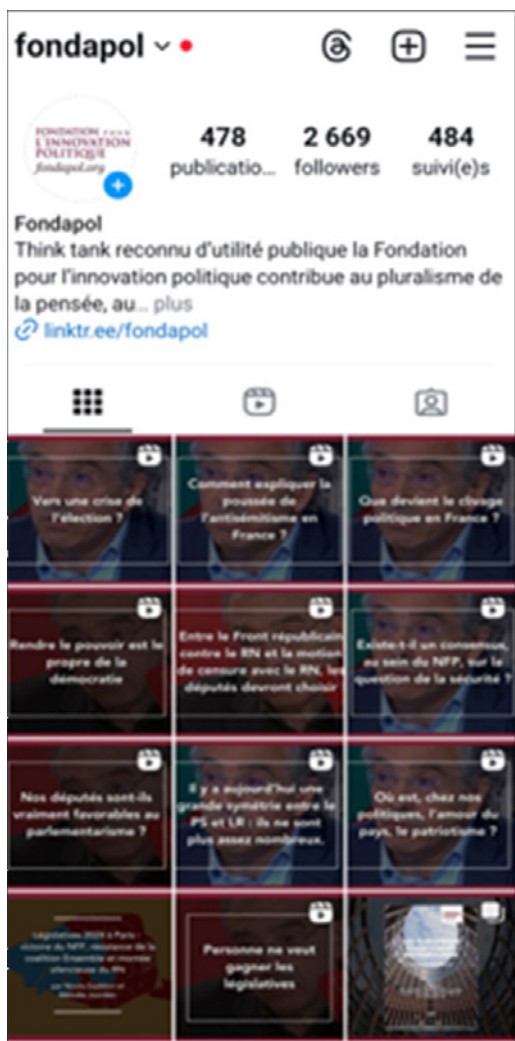 fondapol
FONDATION POUR
L'INNOVATION
POLITIQUE
fondapol.org
478
2 669
484
publicatio...
followers
suivi(e)s
Fondapol
Think tank reconnu d'utilité publique la Fondation
pour l'innovation politique contribue au pluralisme de
la pensée, au... plus
linktr.ee/fondapol
Vers une crise de
l'élection ?
Comment expliquer la
poussée de
l'antisémitisme en
France ?
Que devient le clivage
politique en France ?
Rendre le pouvoir est le
propre de la
démocratie
Entre le Front républicain
contre le RN et la motion
de censure avec le RN, les
députés devront choisir
Existe-t-il un consensus,
au sein du NFP, sur la
question de la sécurité ?
Nos députés sont-ils
vraiment favorables au
parlementarisme ?
Il y a aujourd'hui une
grande symétrie entre le
PS et LR : ils ne sont
plus assez nombreux.
Où est, chez nos
politiques, l'amour du
pays, le patriotisme ?
Législatives 2024 à Paris :
victoire du NFP, résistance de la
coalition Ensemble et montée
silencieuse du RN
Personne ne veut
gagner les
législatives